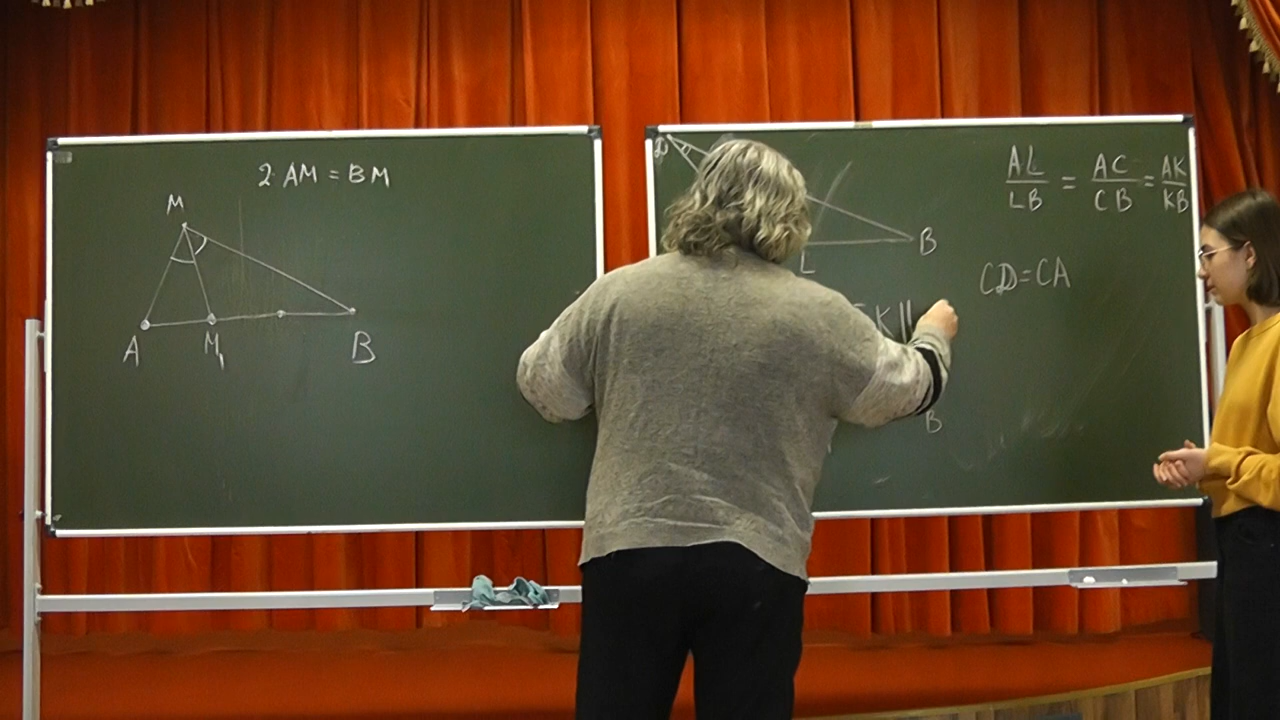 2 AM = BM
M
A M₁ B
D
AL/LB = AC/CB = AK/KB
B
L
CD=CA
K ||
B